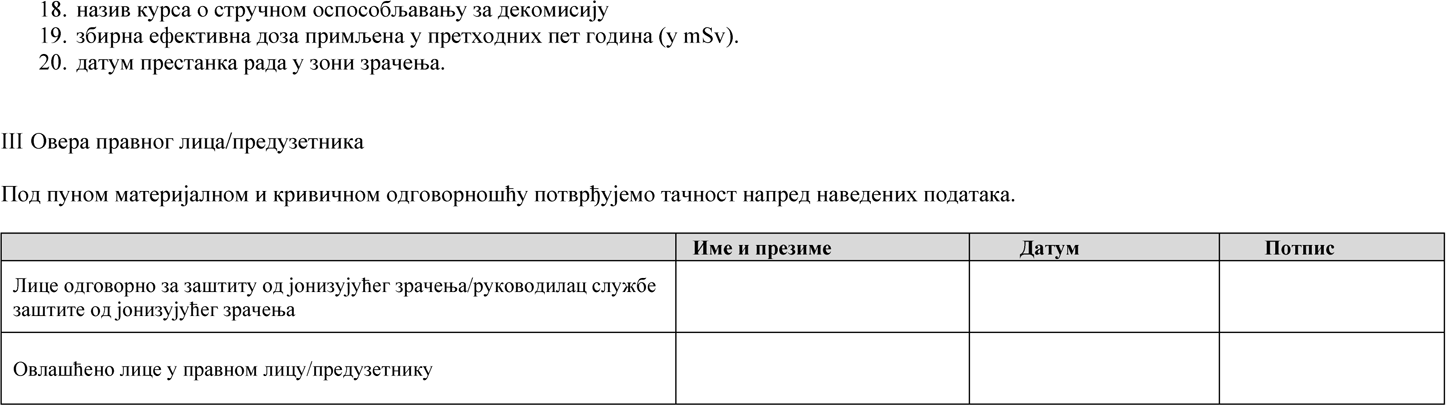 18. назив курса о стручном оспособљавању за декомисију
19. збирна ефективна доза примљена у претходних пет година (у mSv).
20. датум престанка рада у зони зрачења.
III Овера правног лица/предузетника
Под пуном материјалном и кривичном одговорношћу потврђујемо тачност напред наведених података.
Име и презиме Датум Потпис
Лице одговорно за заштиту од јонизујућег зрачења/руководилац службе
заштите од јонизујућег зрачења
Овлашћено лице у правном лицу/предузетнику